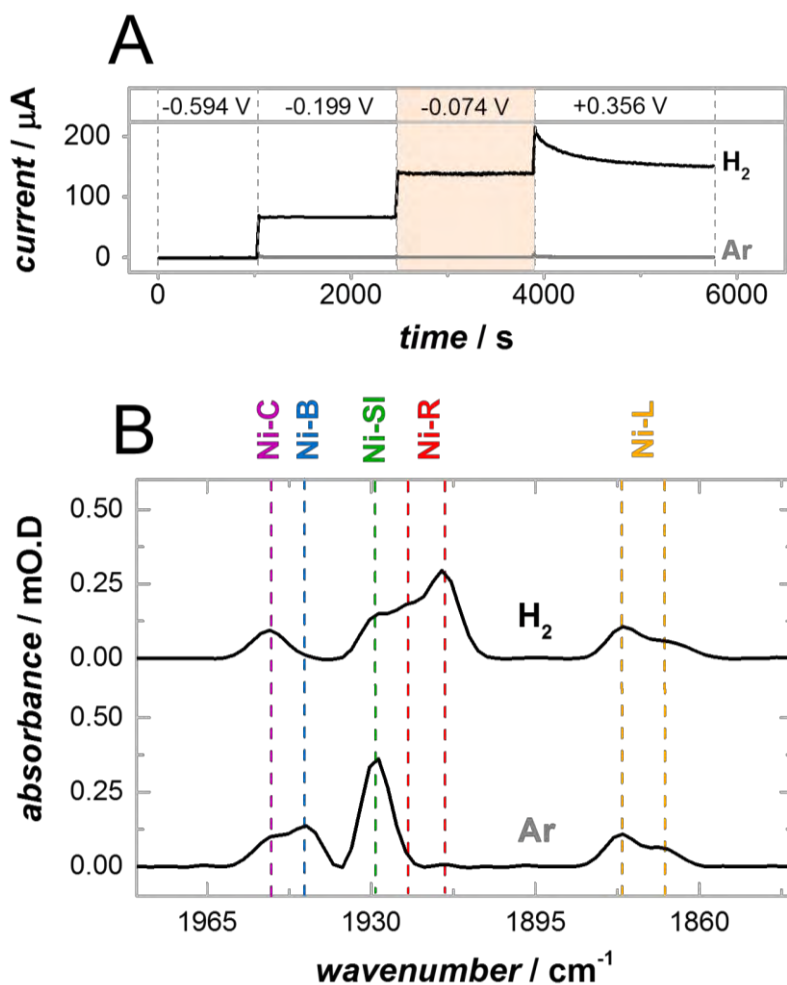 A
-0.594 V -0.199 V -0.074 V +0.356 V
current / μA
200
100
0
H₂
Ar
0 2000 4000 6000
time / s
B
Ni-C Ni-B Ni-SI Ni-R Ni-L
absorbance / mO.D
0.50
0.25
0.00
H₂
0.50
0.25
0.00
Ar
1965 1930 1895 1860
wavenumber / cm⁻¹